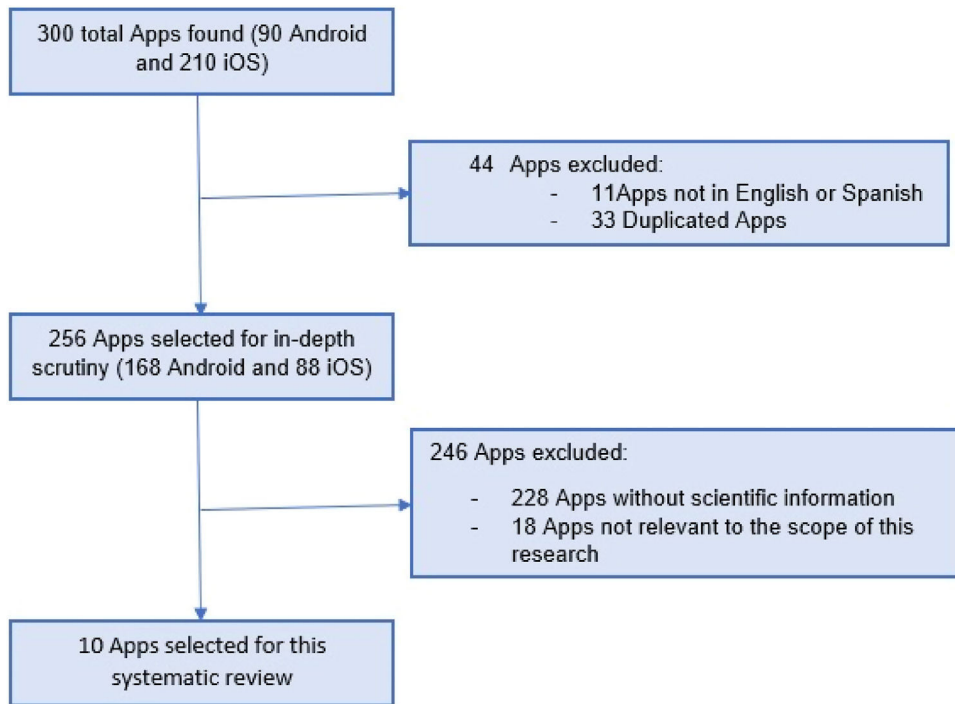 300 total Apps found (90 Android
and 210 iOS)
44 Apps excluded:
- 11Apps not in English or Spanish
- 33 Duplicated Apps
256 Apps selected for in-depth
scrutiny (168 Android and 88 iOS)
246 Apps excluded:
- 228 Apps without scientific information
- 18 Apps not relevant to the scope of this
research
10 Apps selected for this
systematic review